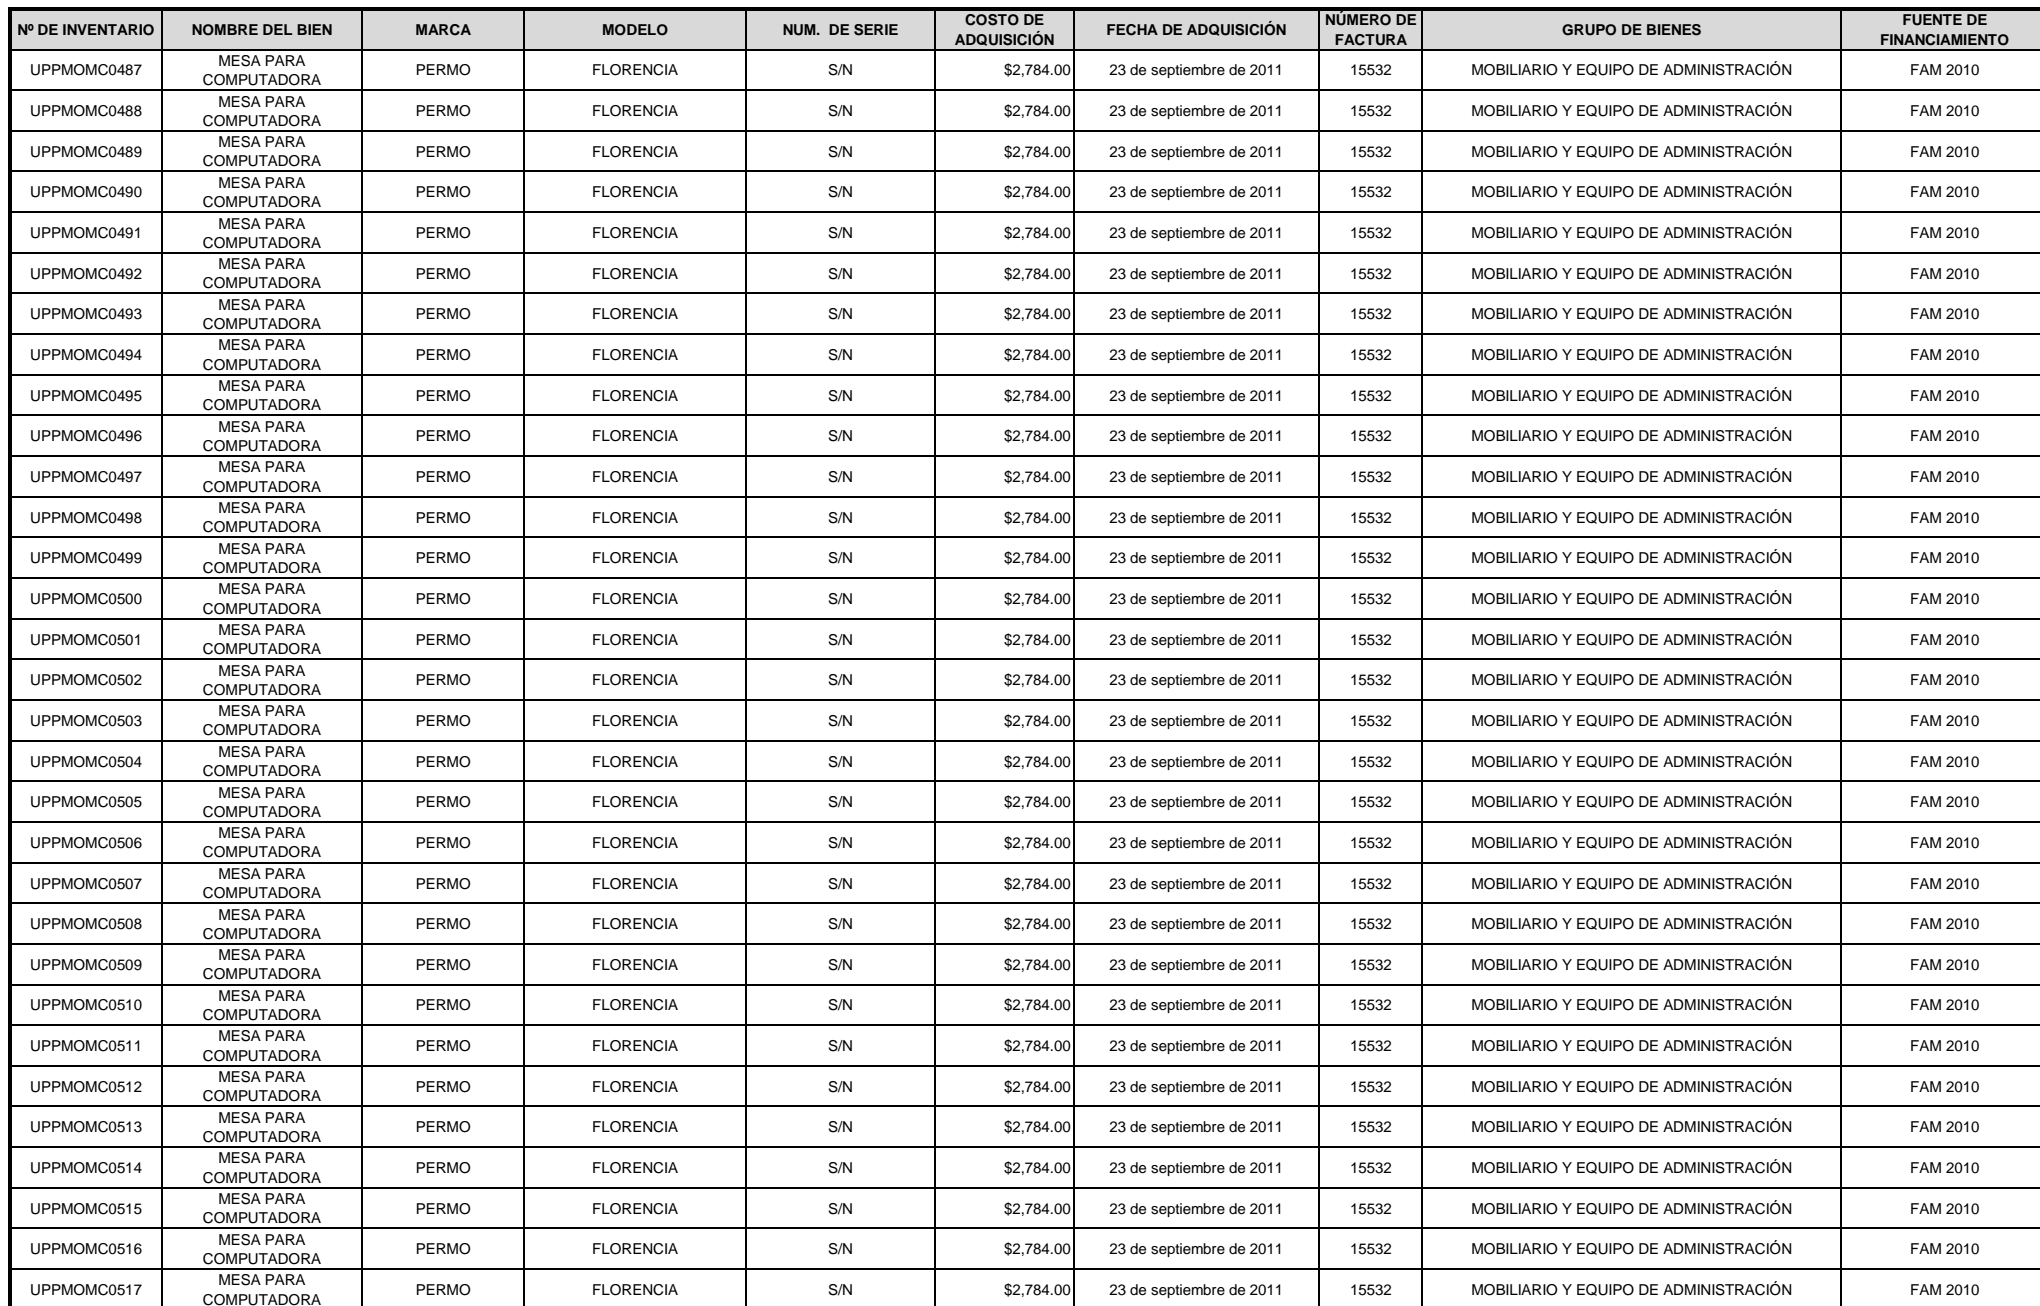 Nº DE INVENTARIO NOMBRE DEL BIEN MARCA MODELO NUM. DE SERIE COSTO DE ADQUISICIÓN FECHA DE ADQUISICIÓN NÚMERO DE FACTURA GRUPO DE BIENES FUENTE DE FINANCIAMIENTO
UPPMOMC0487 MESA PARA COMPUTADORA PERMO FLORENCIA S/N $2,784.00 23 de septiembre de 2011 15532 MOBILIARIO Y EQUIPO DE ADMINISTRACIÓN FAM 2010
UPPMOMC0488 MESA PARA COMPUTADORA PERMO FLORENCIA S/N $2,784.00 23 de septiembre de 2011 15532 MOBILIARIO Y EQUIPO DE ADMINISTRACIÓN FAM 2010
UPPMOMC0489 MESA PARA COMPUTADORA PERMO FLORENCIA S/N $2,784.00 23 de septiembre de 2011 15532 MOBILIARIO Y EQUIPO DE ADMINISTRACIÓN FAM 2010
UPPMOMC0490 MESA PARA COMPUTADORA PERMO FLORENCIA S/N $2,784.00 23 de septiembre de 2011 15532 MOBILIARIO Y EQUIPO DE ADMINISTRACIÓN FAM 2010
UPPMOMC0491 MESA PARA COMPUTADORA PERMO FLORENCIA S/N $2,784.00 23 de septiembre de 2011 15532 MOBILIARIO Y EQUIPO DE ADMINISTRACIÓN FAM 2010
UPPMOMC0492 MESA PARA COMPUTADORA PERMO FLORENCIA S/N $2,784.00 23 de septiembre de 2011 15532 MOBILIARIO Y EQUIPO DE ADMINISTRACIÓN FAM 2010
UPPMOMC0493 MESA PARA COMPUTADORA PERMO FLORENCIA S/N $2,784.00 23 de septiembre de 2011 15532 MOBILIARIO Y EQUIPO DE ADMINISTRACIÓN FAM 2010
UPPMOMC0494 MESA PARA COMPUTADORA PERMO FLORENCIA S/N $2,784.00 23 de septiembre de 2011 15532 MOBILIARIO Y EQUIPO DE ADMINISTRACIÓN FAM 2010
UPPMOMC0495 MESA PARA COMPUTADORA PERMO FLORENCIA S/N $2,784.00 23 de septiembre de 2011 15532 MOBILIARIO Y EQUIPO DE ADMINISTRACIÓN FAM 2010
UPPMOMC0496 MESA PARA COMPUTADORA PERMO FLORENCIA S/N $2,784.00 23 de septiembre de 2011 15532 MOBILIARIO Y EQUIPO DE ADMINISTRACIÓN FAM 2010
UPPMOMC0497 MESA PARA COMPUTADORA PERMO FLORENCIA S/N $2,784.00 23 de septiembre de 2011 15532 MOBILIARIO Y EQUIPO DE ADMINISTRACIÓN FAM 2010
UPPMOMC0498 MESA PARA COMPUTADORA PERMO FLORENCIA S/N $2,784.00 23 de septiembre de 2011 15532 MOBILIARIO Y EQUIPO DE ADMINISTRACIÓN FAM 2010
UPPMOMC0499 MESA PARA COMPUTADORA PERMO FLORENCIA S/N $2,784.00 23 de septiembre de 2011 15532 MOBILIARIO Y EQUIPO DE ADMINISTRACIÓN FAM 2010
UPPMOMC0500 MESA PARA COMPUTADORA PERMO FLORENCIA S/N $2,784.00 23 de septiembre de 2011 15532 MOBILIARIO Y EQUIPO DE ADMINISTRACIÓN FAM 2010
UPPMOMC0501 MESA PARA COMPUTADORA PERMO FLORENCIA S/N $2,784.00 23 de septiembre de 2011 15532 MOBILIARIO Y EQUIPO DE ADMINISTRACIÓN FAM 2010
UPPMOMC0502 MESA PARA COMPUTADORA PERMO FLORENCIA S/N $2,784.00 23 de septiembre de 2011 15532 MOBILIARIO Y EQUIPO DE ADMINISTRACIÓN FAM 2010
UPPMOMC0503 MESA PARA COMPUTADORA PERMO FLORENCIA S/N $2,784.00 23 de septiembre de 2011 15532 MOBILIARIO Y EQUIPO DE ADMINISTRACIÓN FAM 2010
UPPMOMC0504 MESA PARA COMPUTADORA PERMO FLORENCIA S/N $2,784.00 23 de septiembre de 2011 15532 MOBILIARIO Y EQUIPO DE ADMINISTRACIÓN FAM 2010
UPPMOMC0505 MESA PARA COMPUTADORA PERMO FLORENCIA S/N $2,784.00 23 de septiembre de 2011 15532 MOBILIARIO Y EQUIPO DE ADMINISTRACIÓN FAM 2010
UPPMOMC0506 MESA PARA COMPUTADORA PERMO FLORENCIA S/N $2,784.00 23 de septiembre de 2011 15532 MOBILIARIO Y EQUIPO DE ADMINISTRACIÓN FAM 2010
UPPMOMC0507 MESA PARA COMPUTADORA PERMO FLORENCIA S/N $2,784.00 23 de septiembre de 2011 15532 MOBILIARIO Y EQUIPO DE ADMINISTRACIÓN FAM 2010
UPPMOMC0508 MESA PARA COMPUTADORA PERMO FLORENCIA S/N $2,784.00 23 de septiembre de 2011 15532 MOBILIARIO Y EQUIPO DE ADMINISTRACIÓN FAM 2010
UPPMOMC0509 MESA PARA COMPUTADORA PERMO FLORENCIA S/N $2,784.00 23 de septiembre de 2011 15532 MOBILIARIO Y EQUIPO DE ADMINISTRACIÓN FAM 2010
UPPMOMC0510 MESA PARA COMPUTADORA PERMO FLORENCIA S/N $2,784.00 23 de septiembre de 2011 15532 MOBILIARIO Y EQUIPO DE ADMINISTRACIÓN FAM 2010
UPPMOMC0511 MESA PARA COMPUTADORA PERMO FLORENCIA S/N $2,784.00 23 de septiembre de 2011 15532 MOBILIARIO Y EQUIPO DE ADMINISTRACIÓN FAM 2010
UPPMOMC0512 MESA PARA COMPUTADORA PERMO FLORENCIA S/N $2,784.00 23 de septiembre de 2011 15532 MOBILIARIO Y EQUIPO DE ADMINISTRACIÓN FAM 2010
UPPMOMC0513 MESA PARA COMPUTADORA PERMO FLORENCIA S/N $2,784.00 23 de septiembre de 2011 15532 MOBILIARIO Y EQUIPO DE ADMINISTRACIÓN FAM 2010
UPPMOMC0514 MESA PARA COMPUTADORA PERMO FLORENCIA S/N $2,784.00 23 de septiembre de 2011 15532 MOBILIARIO Y EQUIPO DE ADMINISTRACIÓN FAM 2010
UPPMOMC0515 MESA PARA COMPUTADORA PERMO FLORENCIA S/N $2,784.00 23 de septiembre de 2011 15532 MOBILIARIO Y EQUIPO DE ADMINISTRACIÓN FAM 2010
UPPMOMC0516 MESA PARA COMPUTADORA PERMO FLORENCIA S/N $2,784.00 23 de septiembre de 2011 15532 MOBILIARIO Y EQUIPO DE ADMINISTRACIÓN FAM 2010
UPPMOMC0517 MESA PARA COMPUTADORA PERMO FLORENCIA S/N $2,784.00 23 de septiembre de 2011 15532 MOBILIARIO Y EQUIPO DE ADMINISTRACIÓN FAM 2010